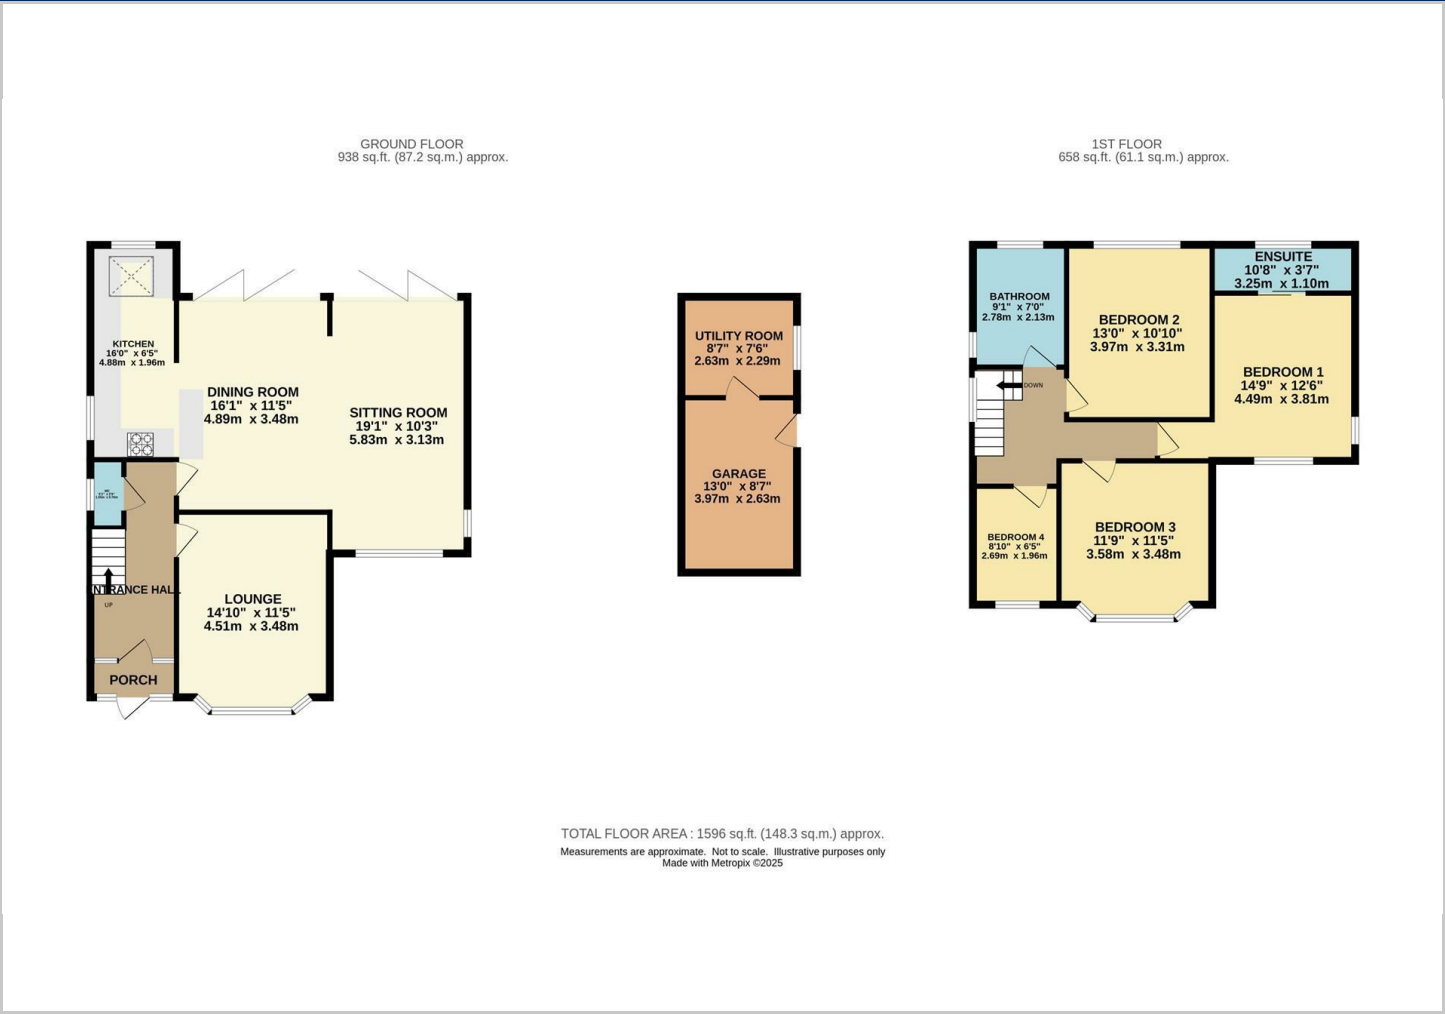 GROUND FLOOR
938 sq.ft. (87.2 sq.m.) approx.
1ST FLOOR
658 sq.ft. (61.1 sq.m.) approx.
KITCHEN
16'0" x 6'5"
4.88m x 1.96m
DINING ROOM
16'1" x 11'5"
4.89m x 3.48m
SITTING ROOM
19'1" x 10'3"
5.83m x 3.13m
ENTRANCE HALL
UP
LOUNGE
14'10" x 11'5"
4.51m x 3.48m
PORCH
UTILITY ROOM
8'7" x 7'6"
2.63m x 2.29m
GARAGE
13'0" x 8'7"
3.97m x 2.63m
BATHROOM
9'1" x 7'0"
2.78m x 2.13m
BEDROOM 2
13'0" x 10'10"
3.97m x 3.31m
ENSUITE
10'8" x 3'7"
3.25m x 1.10m
BEDROOM 1
14'9" x 12'6"
4.49m x 3.81m
DOWN
BEDROOM 4
8'10" x 6'5"
2.69m x 1.96m
BEDROOM 3
11'9" x 11'5"
3.58m x 3.48m
TOTAL FLOOR AREA : 1596 sq.ft. (148.3 sq.m.) approx.
Measurements are approximate. Not to scale. Illustrative purposes only
Made with Metropix ©2025